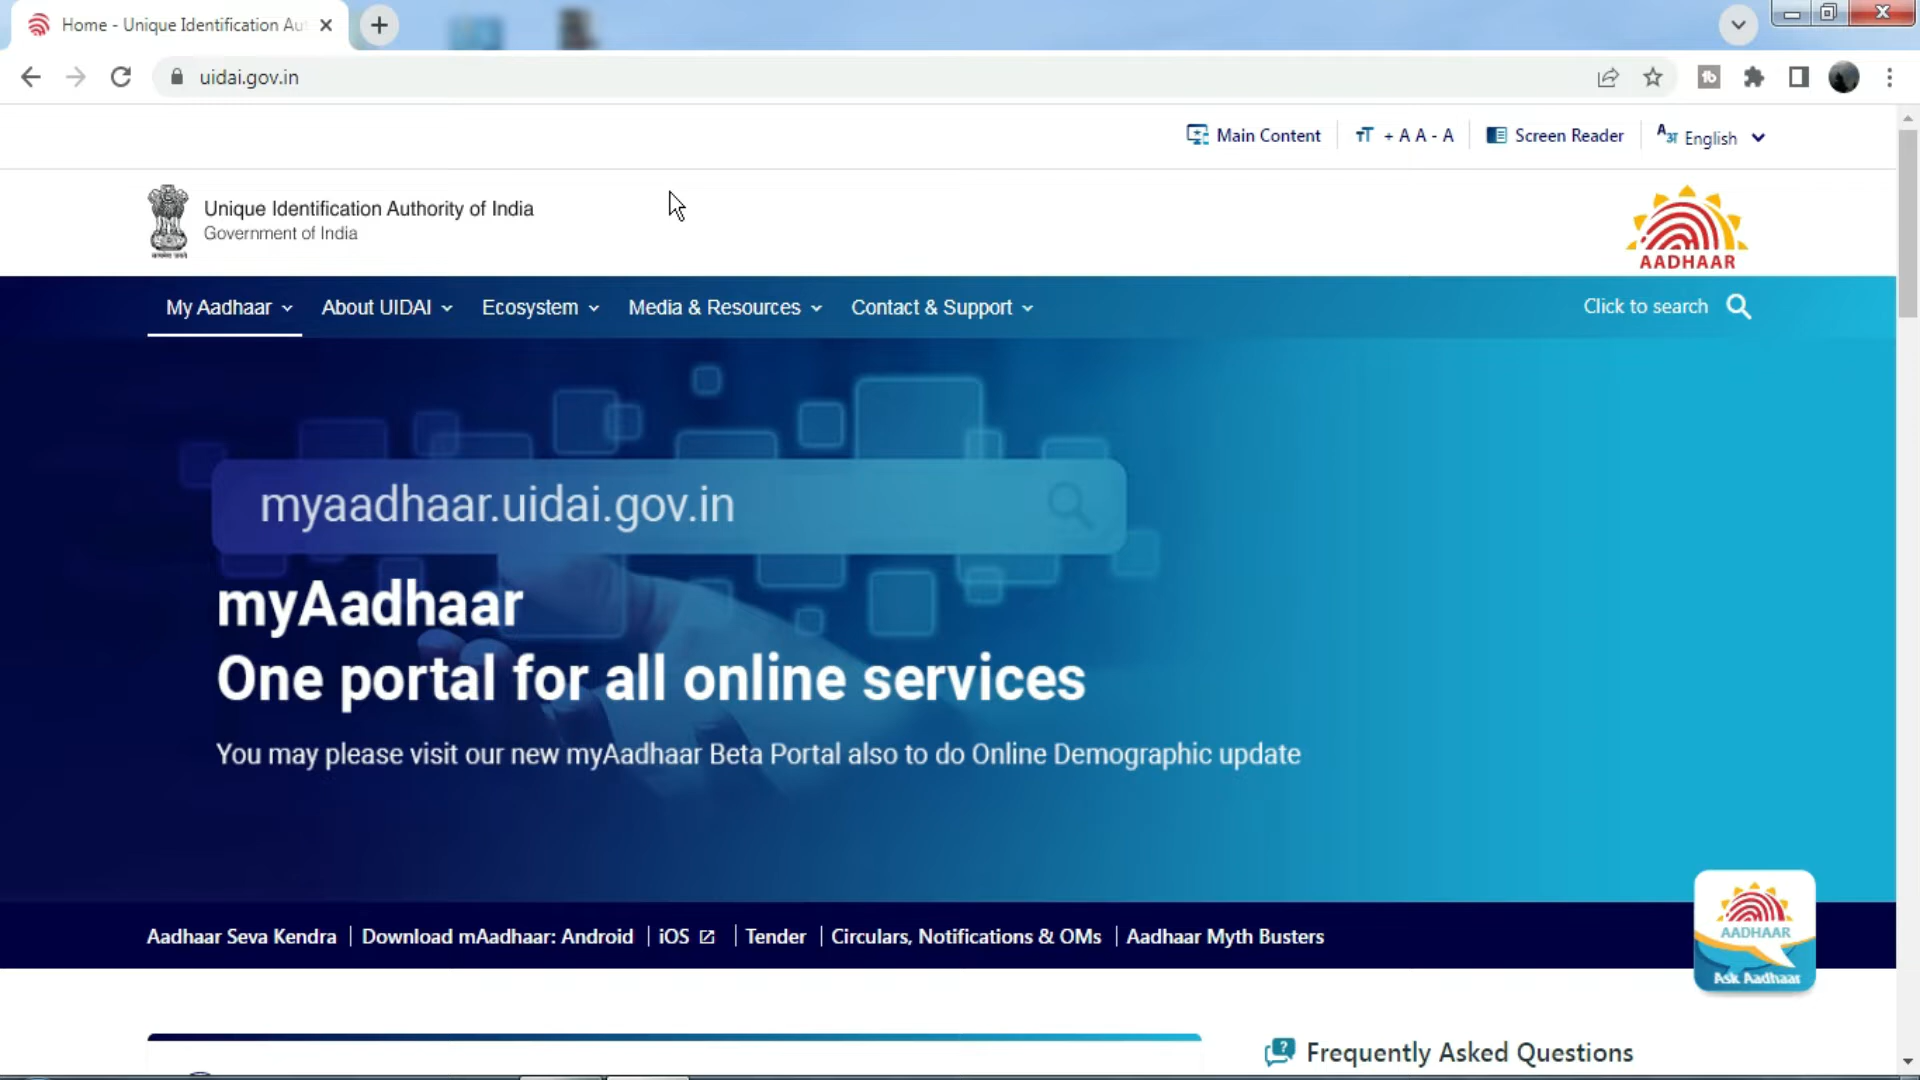 Home - Unique Identification Au
uidai.gov.in
Main Content
+ A A - A
Screen Reader
English
Unique Identification Authority of India
Government of India
AADHAAR
My Aadhaar
About UIDAI
Ecosystem
Media & Resources
Contact & Support
Click to search
myaadhaar.uidai.gov.in
myAadhaar
One portal for all online services
You may please visit our new myAadhaar Beta Portal also to do Online Demographic update
Aadhaar Seva Kendra
Download mAadhaar: Android
iOS
Tender
Circulars, Notifications & OMs
Aadhaar Myth Busters
AADHAAR
Ask Aadhaar
Frequently Asked Questions